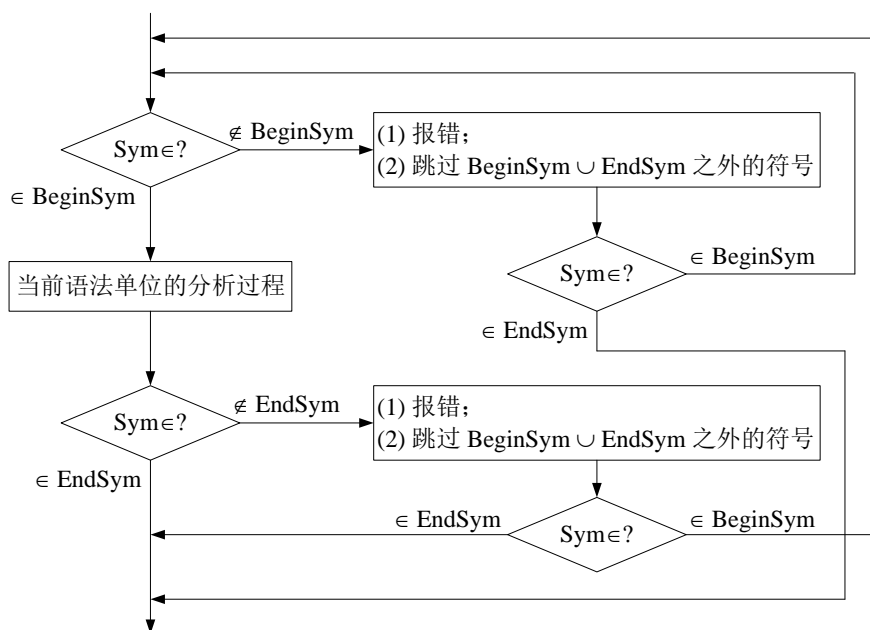 Sym∈?
∉ BeginSym
(1) 报错；
(2) 跳过 BeginSym ∪ EndSym 之外的符号
∈ BeginSym
Sym∈?
∈ BeginSym
当前语法单位的分析过程
∈ EndSym
Sym∈?
∉ EndSym
(1) 报错；
(2) 跳过 BeginSym ∪ EndSym 之外的符号
∈ EndSym
∈ EndSym
Sym∈?
∈ BeginSym